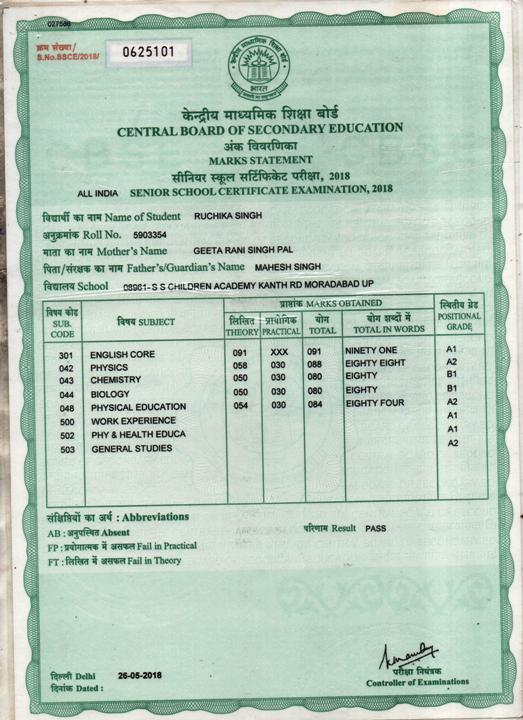 027586
क्रम संख्या/
S.No.SSCE/2018/ 0625101
भारत
केन्द्रीय माध्यमिक शिक्षा बोर्ड
CENTRAL BOARD OF SECONDARY EDUCATION
अंक विवरणिका
MARKS STATEMENT
सीनियर स्कूल सर्टिफिकेट परीक्षा, 2018
ALL INDIA SENIOR SCHOOL CERTIFICATE EXAMINATION, 2018
विद्यार्थी का नाम Name of Student RUCHIKA SINGH
अनुक्रमांक Roll No. 5903354
माता का नाम Mother's Name GEETA RANI SINGH PAL
पिता/संरक्षक का नाम Father's/Guardian's Name MAHESH SINGH
विद्यालय School 08961-S S CHILDREN ACADEMY KANTH RD MORADABAD UP
विषय कोड SUB. CODE विषय SUBJECT प्राप्तांक MARKS OBTAINED स्थितीय ग्रेड POSITIONAL GRADE
लिखित THEORY प्रायोगिक PRACTICAL योग TOTAL योग शब्दों में TOTAL IN WORDS
301 ENGLISH CORE 091 XXX 091 NINETY ONE A1
042 PHYSICS 058 030 088 EIGHTY EIGHT A2
043 CHEMISTRY 050 030 080 EIGHTY B1
044 BIOLOGY 050 030 080 EIGHTY B1
048 PHYSICAL EDUCATION 054 030 084 EIGHTY FOUR A2
500 WORK EXPERIENCE A1
502 PHY & HEALTH EDUCA A1
503 GENERAL STUDIES A2
संक्षिप्तियों का अर्थ : Abbreviations
AB : अनुपस्थित Absent परिणाम Result PASS
FP : प्रयोगात्मक में असफल Fail in Practical
FT : लिखित में असफल Fail in Theory
दिल्ली Delhi 26-05-2018
दिनांक Dated :
परीक्षा नियंत्रक
Controller of Examinations